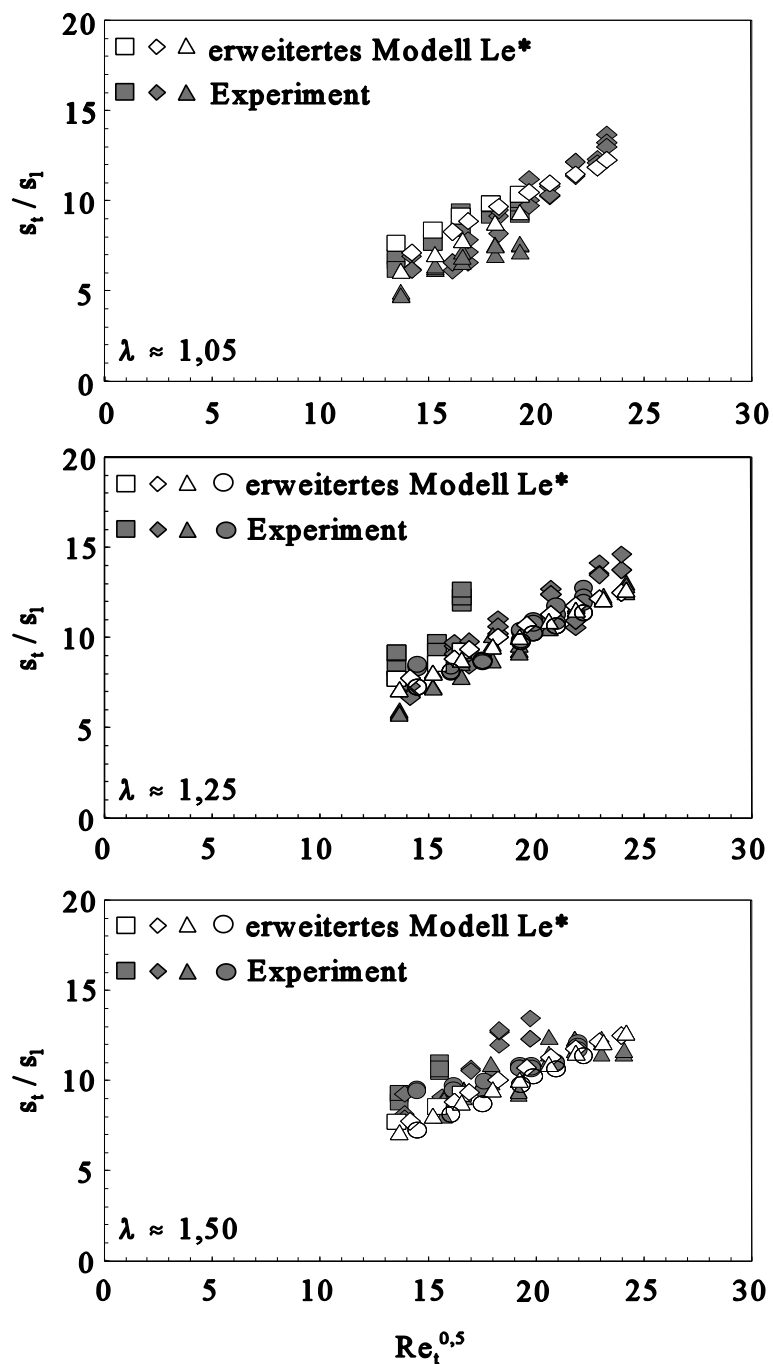 20
erweitertes Modell Le*
15
Experiment
s_t / s_l
10
5
λ ≈ 1,05
0
0 5 10 15 20 25 30
20
erweitertes Modell Le*
15
Experiment
s_t / s_l
10
5
λ ≈ 1,25
0
0 5 10 15 20 25 30
20
erweitertes Modell Le*
15
Experiment
s_t / s_l
10
5
λ ≈ 1,50
0
0 5 10 15 20 25 30
Re_t^0,5